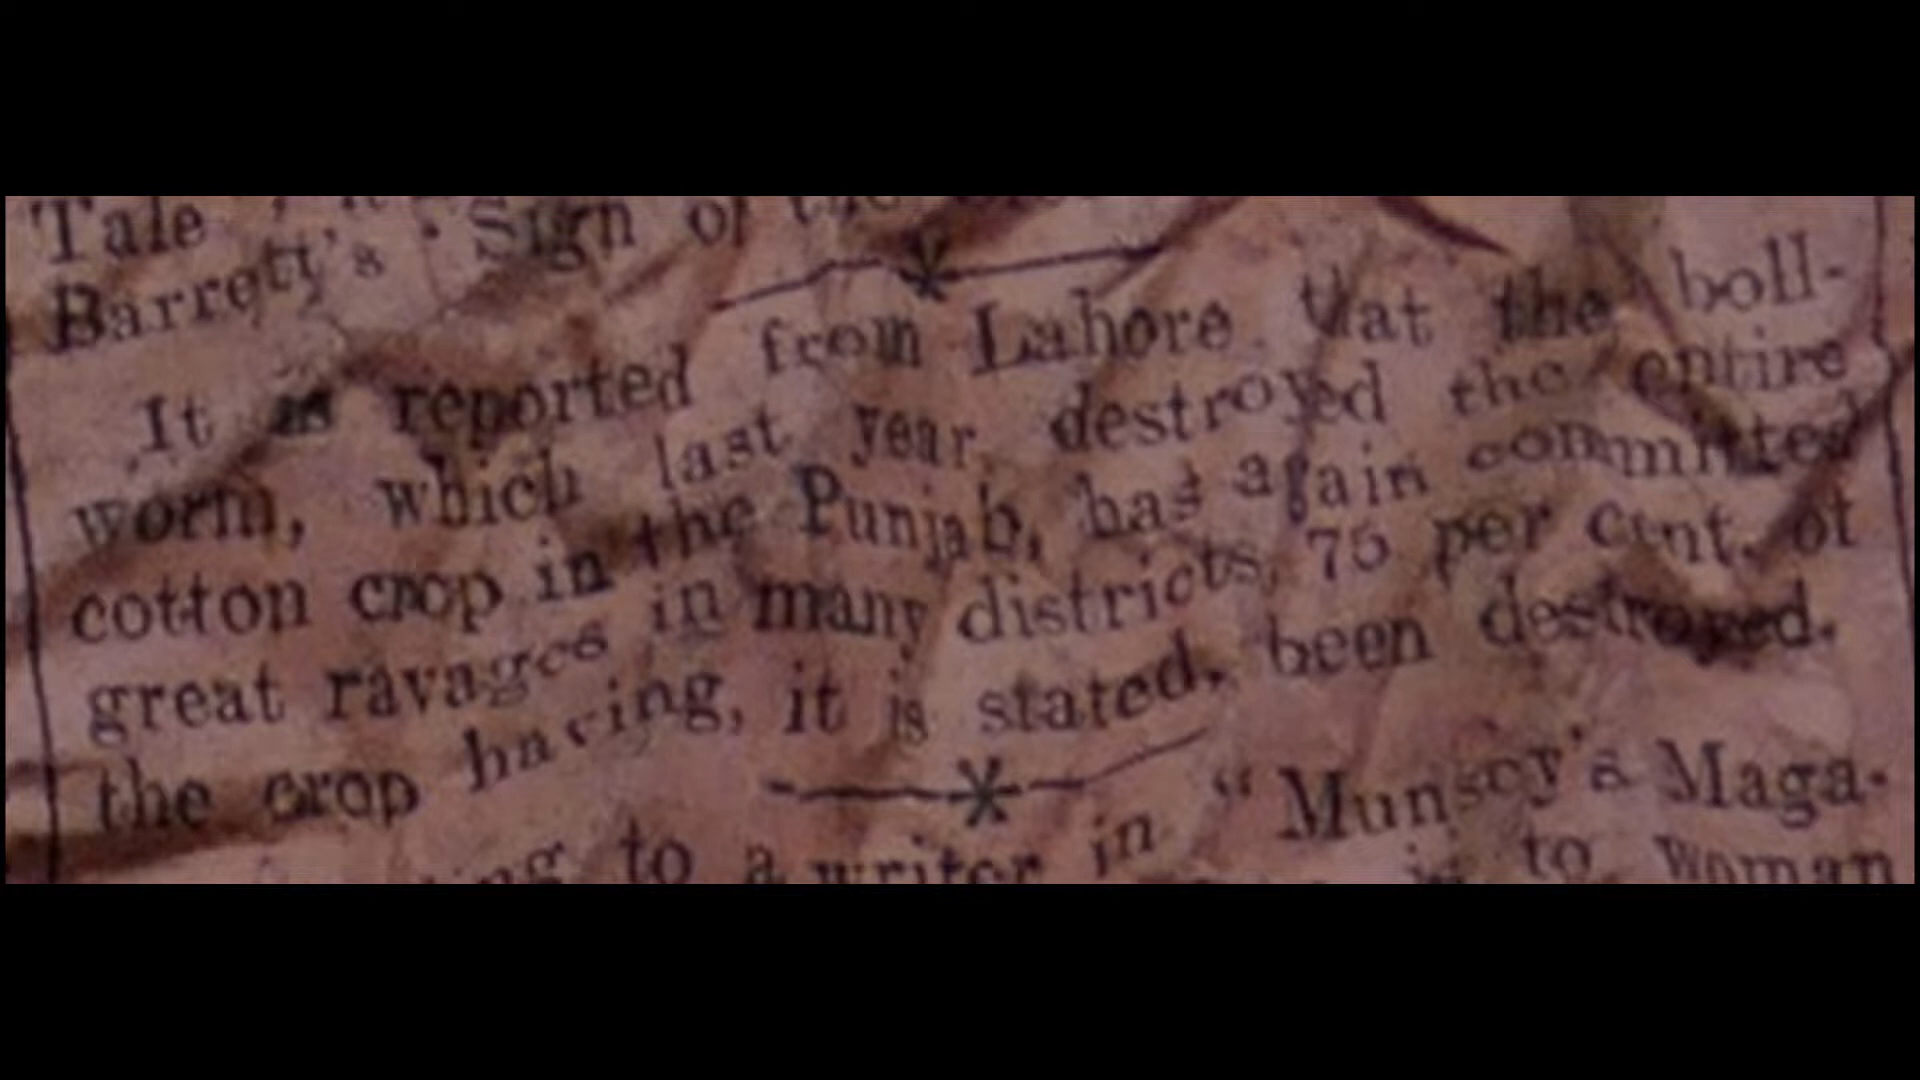 Tale
Barrett's "Sign of the
It is reported from Lahore that the boll-
worm, which last year destroyed the entire
cotton crop in the Punjab, has again committed
great ravages in many districts, 75 per cent. of
the crop having, it is stated, been destroyed.
to a writer in "Munsey's Maga-
to woman